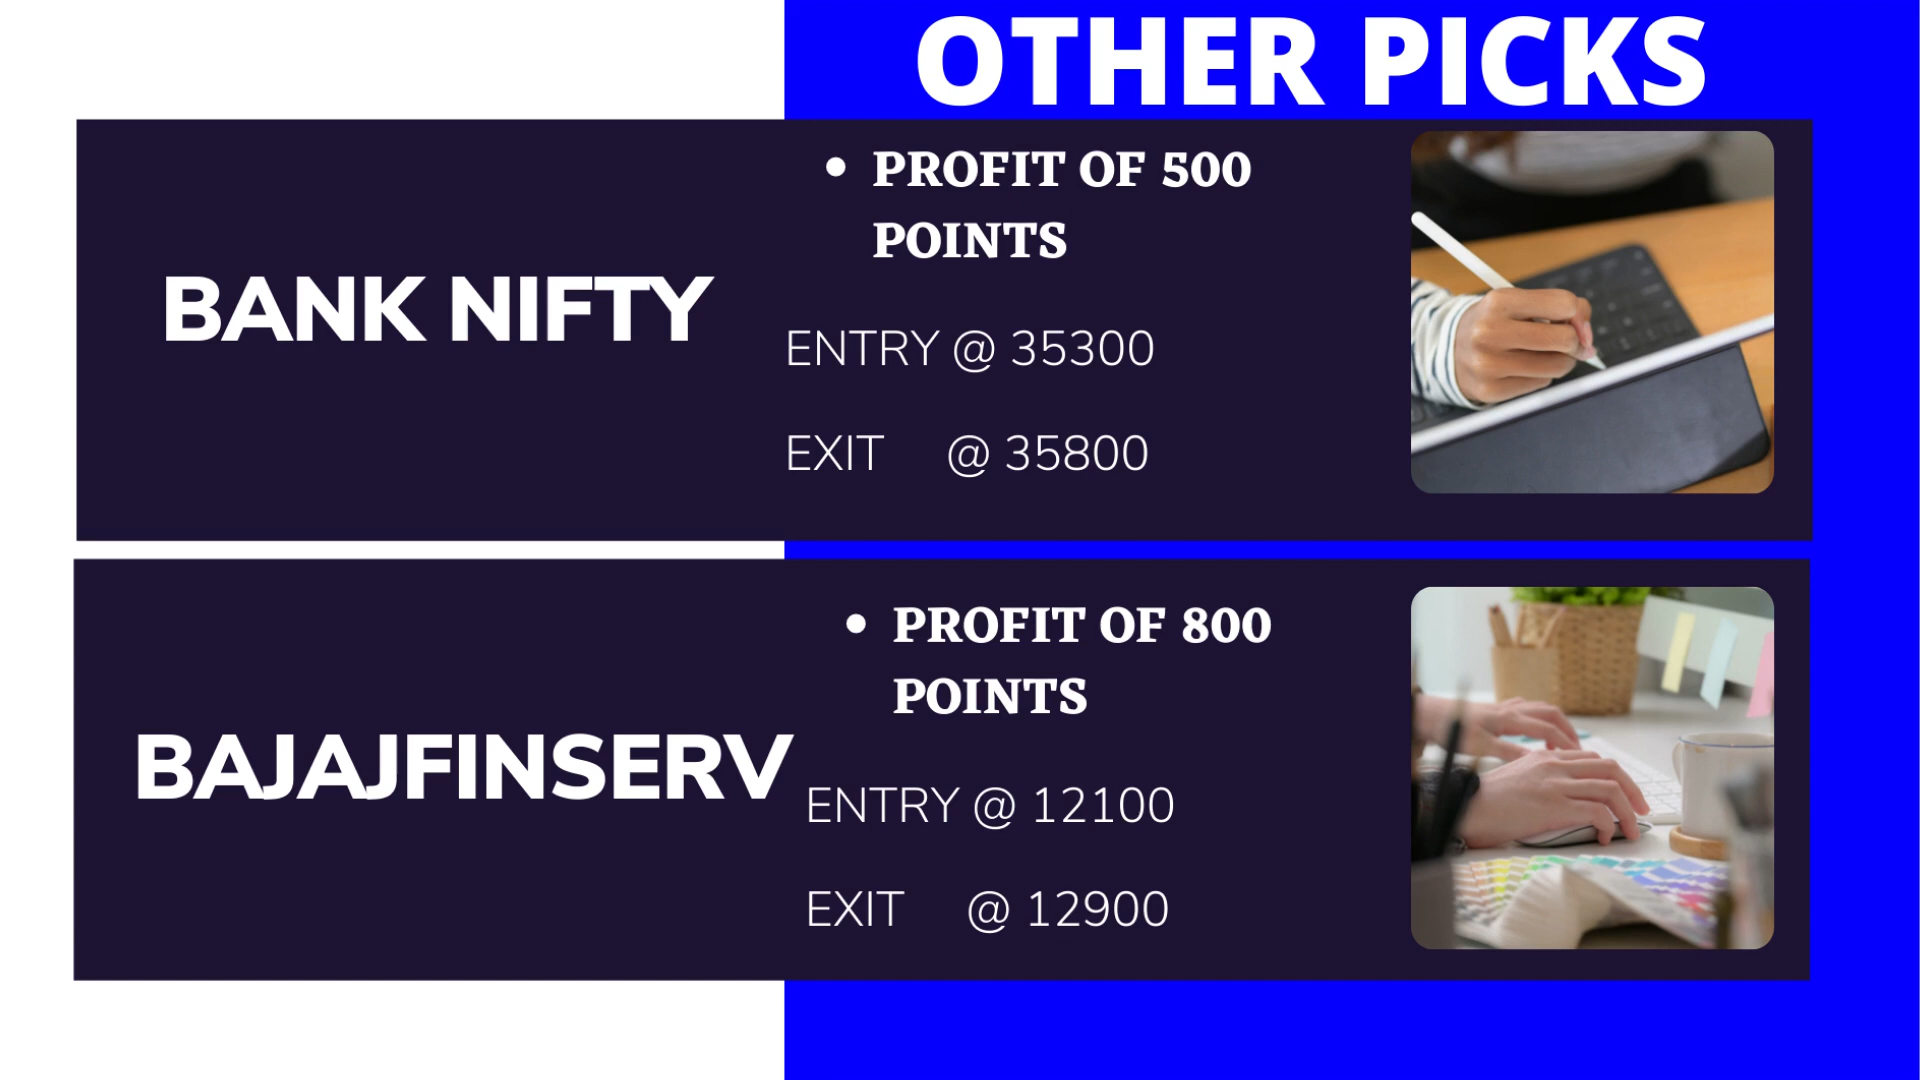 OTHER PICKS
BANK NIFTY
• PROFIT OF 500
POINTS
ENTRY @ 35300
EXIT @ 35800
BAJAJFINSERV
• PROFIT OF 800
POINTS
ENTRY @ 12100
EXIT @ 12900